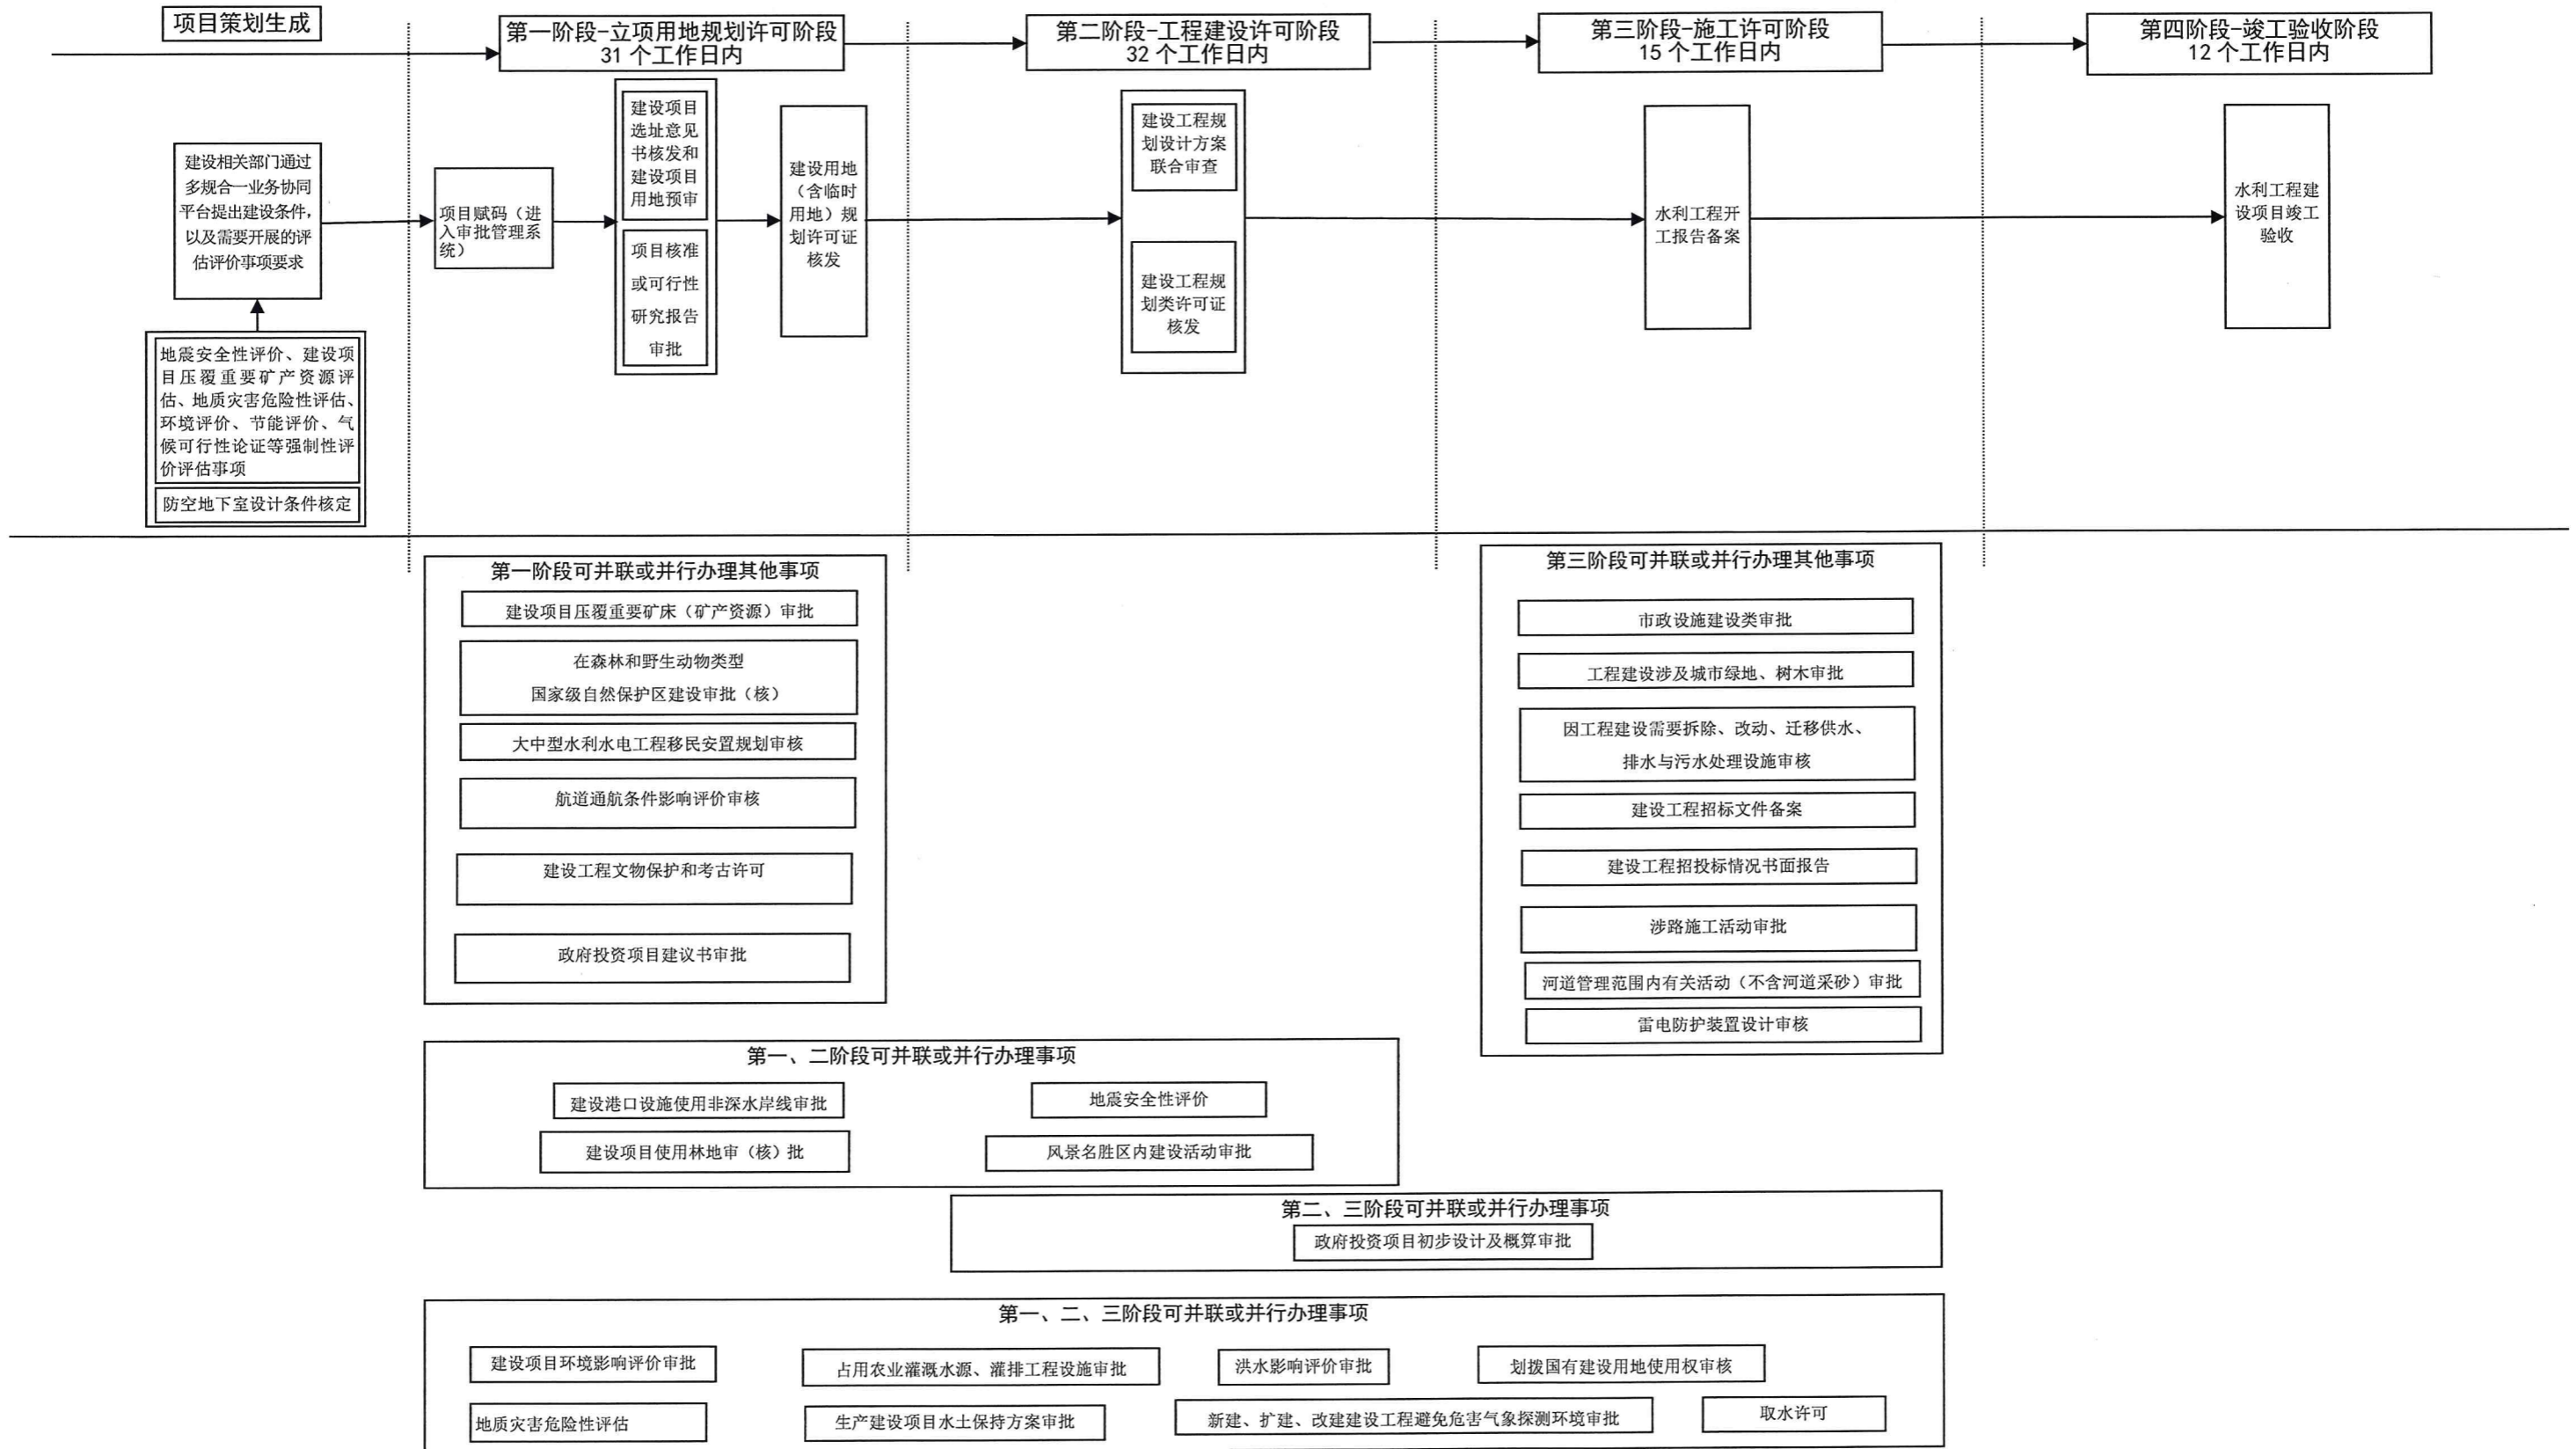 项目策划生成
第一阶段-立项用地规划许可阶段
31个工作日内
第二阶段-工程建设许可阶段
32个工作日内
第三阶段-施工许可阶段
15个工作日内
第四阶段-竣工验收阶段
12个工作日内
建设相关部门通过
多规合一业务协同
平台提出建设条件，
以及需要开展的评
估评价事项要求
地震安全性评价、建设项
目压覆重要矿产资源评
估、地质灾害危险性评估、
环境评价、节能评价、气
候可行性论证等强制性评
价评估事项
防空地下室设计条件核定
项目赋码（进
入审批管理系
统）
建设项目
选址意见
书核发和
建设项目
用地预审
项目核准
或可行性
研究报告
审批
建设用地
（含临时
用地）规
划许可证
核发
建设工程规
划设计方案
联合审查
建设工程规
划类许可证
核发
水利工程开
工报告备案
水利工程建
设项目竣工
验收
第一阶段可并联或并行办理其他事项
建设项目压覆重要矿床（矿产资源）审批
在森林和野生动物类型
国家级自然保护区建设审批（核）
大中型水利水电工程移民安置规划审核
航道通航条件影响评价审核
建设工程文物保护和考古许可
政府投资项目建议书审批
第三阶段可并联或并行办理其他事项
市政设施建设类审批
工程建设涉及城市绿地、树木审批
因工程建设需要拆除、改动、迁移供水、
排水与污水处理设施审核
建设工程招标文件备案
建设工程招投标情况书面报告
涉路施工活动审批
河道管理范围内有关活动（不含河道采砂）审批
雷电防护装置设计审核
第一、二阶段可并联或并行办理事项
建设港口设施使用非深水岸线审批
地震安全性评价
建设项目使用林地审（核）批
风景名胜区内建设活动审批
第二、三阶段可并联或并行办理事项
政府投资项目初步设计及概算审批
第一、二、三阶段可并联或并行办理事项
建设项目环境影响评价审批
占用农业灌溉水源、灌排工程设施审批
洪水影响评价审批
划拨国有建设用地使用权审核
地质灾害危险性评估
生产建设项目水土保持方案审批
新建、扩建、改建建设工程避免危害气象探测环境审批
取水许可